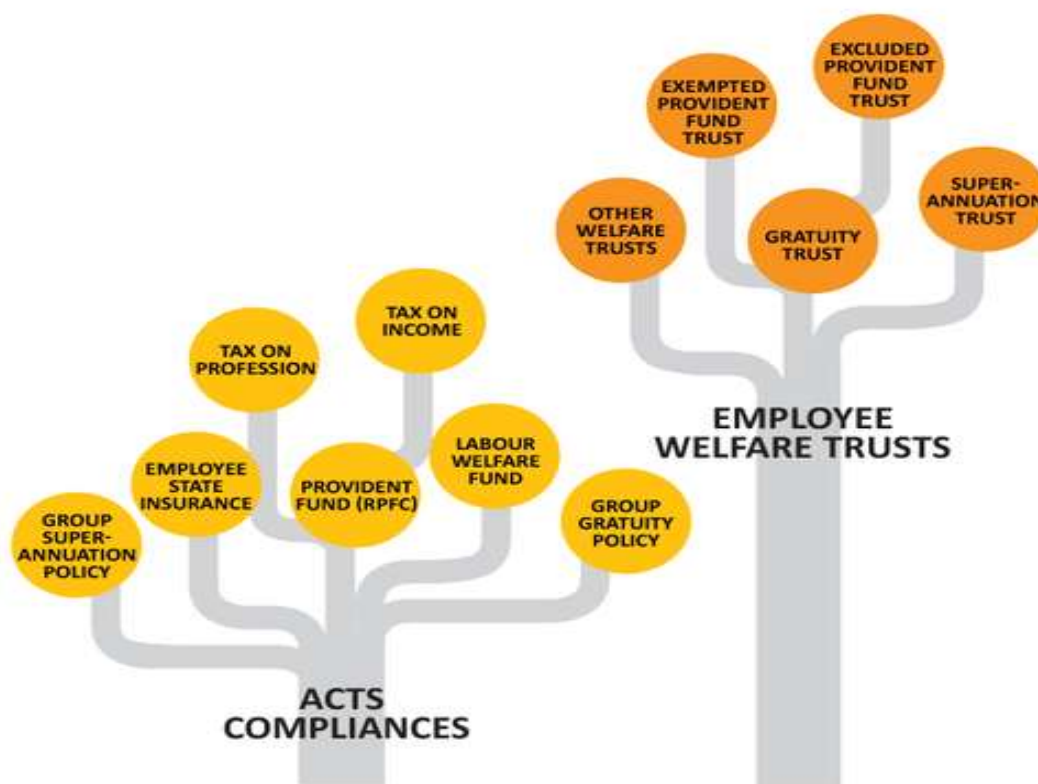 EXCLUDED
PROVIDENT
FUND
TRUST
EXEMPTED
PROVIDENT
FUND
TRUST
SUPER-
ANNUATION
TRUST
OTHER
WELFARE
TRUSTS
GRATUITY
TRUST
EMPLOYEE
WELFARE TRUSTS
TAX ON
INCOME
TAX ON
PROFESSION
LABOUR
WELFARE
FUND
EMPLOYEE
STATE
INSURANCE
PROVIDENT
FUND (RPFC)
GROUP
GRATUITY
POLICY
GROUP
SUPER-
ANNUATION
POLICY
ACTS
COMPLIANCES